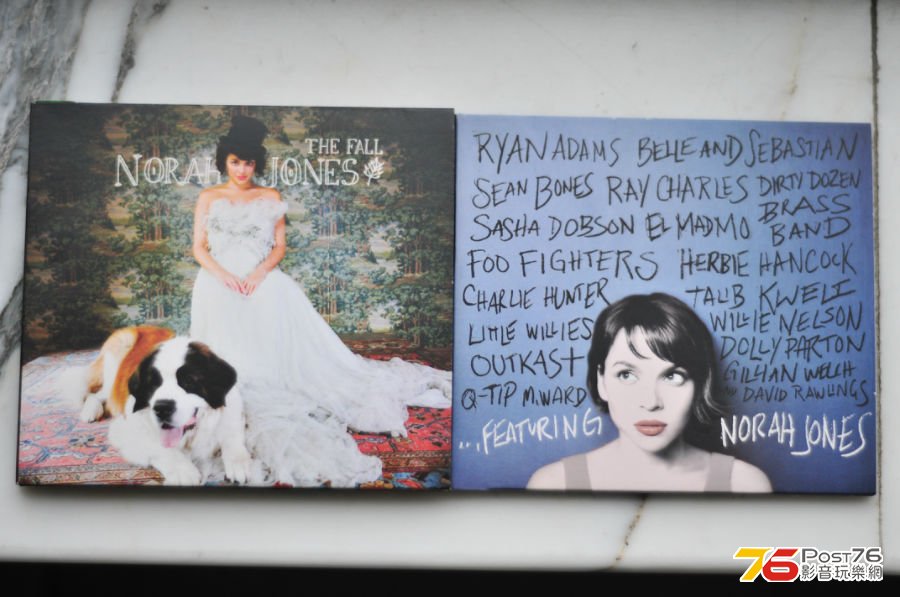 THE FALL
NORAH JONES
RYAN ADAMS BELLE AND SEBASTIAN
SEAN BONES RAY CHARLES DIRTY DOZEN
BRASS
SASHA DOBSON EL MADMO BAND
FOO FIGHTERS HERBIE HANCOCK
CHARLIE HUNTER TALIB KWELI
LITTLE WILLIES WILLIE NELSON
OUTKAST DOLLY PARTON
GILLIAN WELCH
Q-TIP M. WARD AND DAVID RAWLINGS
...FEATURING NORAH JONES
76 POST76
影音玩樂網